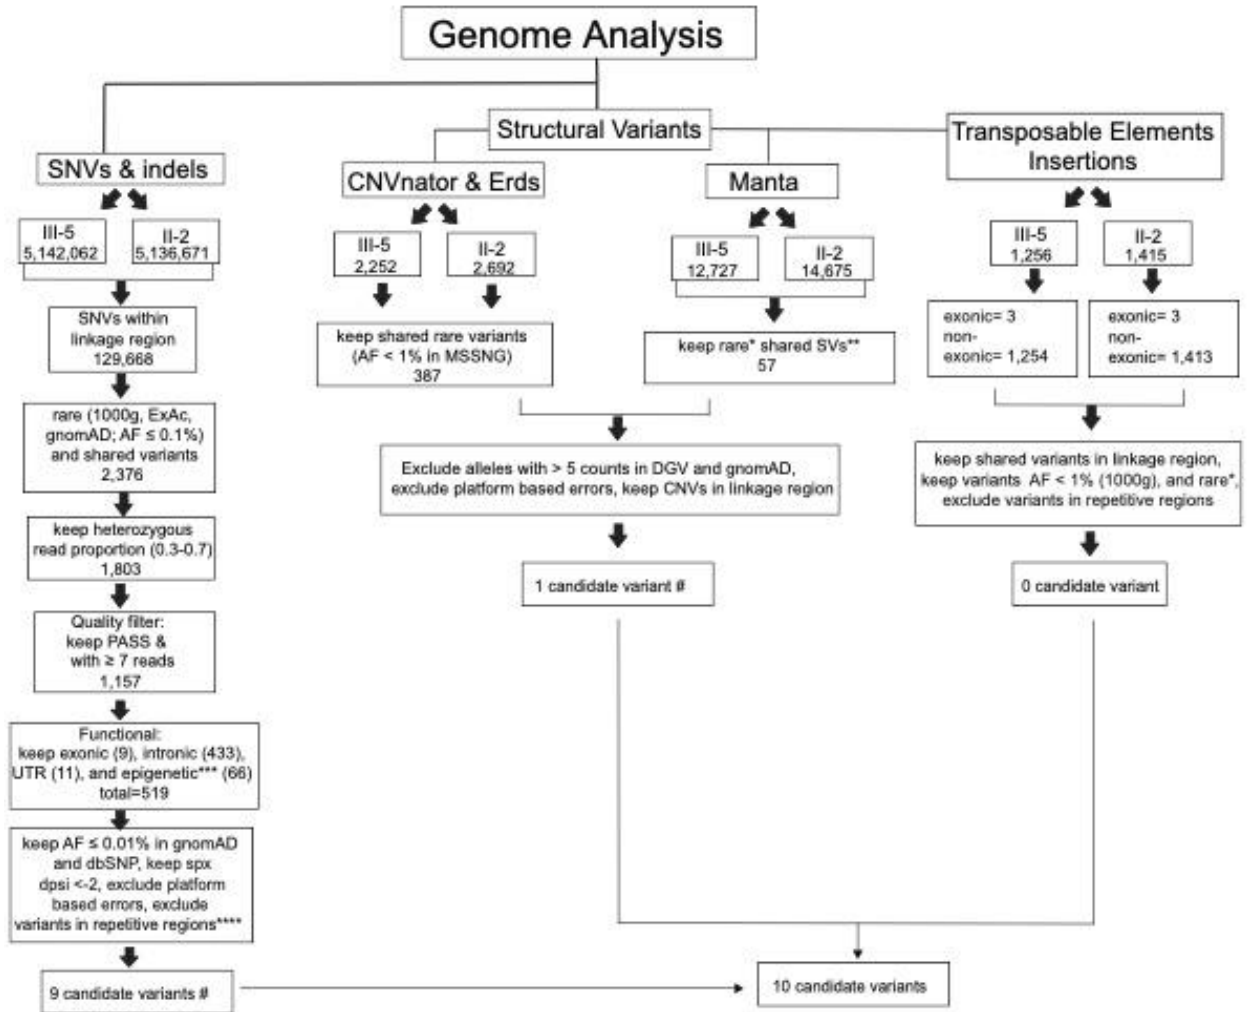 Genome Analysis
SNVs & indels
III-5
5,142,062
II-2
5,136,671
SNVs within
linkage region
129,668
rare (1000g, ExAc,
gnomAD; AF ≤ 0.1%)
and shared variants
2,376
keep heterozygous
read proportion (0.3-0.7)
1,803
Quality filter:
keep PASS &
with ≥ 7 reads
1,157
Functional:
keep exonic (9), intronic (433),
UTR (11), and epigenetic*** (66)
total=519
keep AF ≤ 0.01% in gnomAD
and dbSNP, keep spx
dpsi <-2, exclude platform
based errors, exclude
variants in repetitive regions****
9 candidate variants #
Structural Variants
CNVnator & Erds
III-5
2,252
II-2
2,692
keep shared rare variants
(AF < 1% in MSSNG)
387
Manta
III-5
12,727
II-2
14,675
keep rare* shared SVs**
57
Exclude alleles with > 5 counts in DGV and gnomAD,
exclude platform based errors, keep CNVs in linkage region
1 candidate variant #
Transposable Elements
Insertions
III-5
1,256
II-2
1,415
exonic= 3
non-
exonic= 1,254
exonic= 3
non-
exonic= 1,413
keep shared variants in linkage region,
keep variants AF < 1% (1000g), and rare*,
exclude variants in repetitive regions
0 candidate variant
10 candidate variants